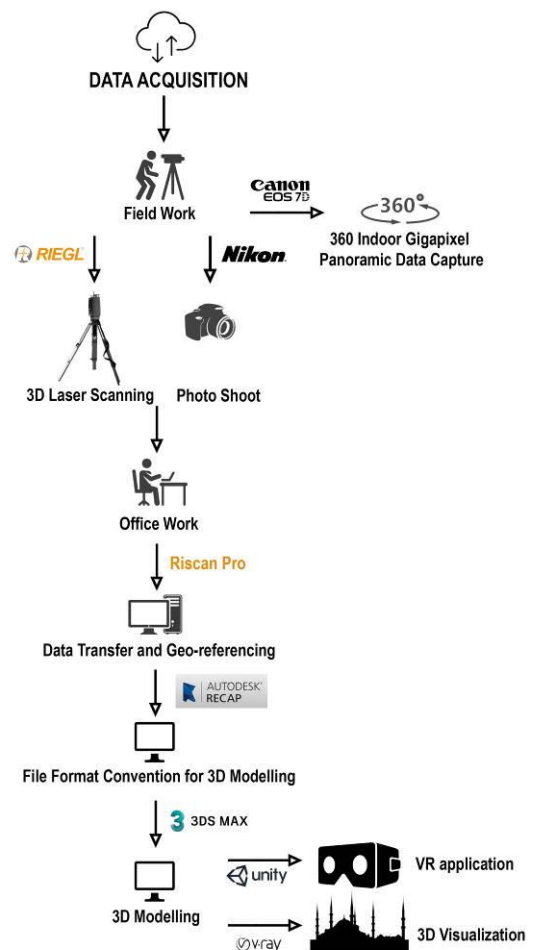 DATA ACQUISITION
Field Work
Canon
EOS 7D
360°
360 Indoor Gigapixel
Panoramic Data Capture
RIEGL
Nikon
3D Laser Scanning
Photo Shoot
Office Work
Riscan Pro
Data Transfer and Geo-referencing
AUTODESK®
RECAP
File Format Convention for 3D Modelling
3 3DS MAX
3D Modelling
unity
VR application
v-ray
3D Visualization